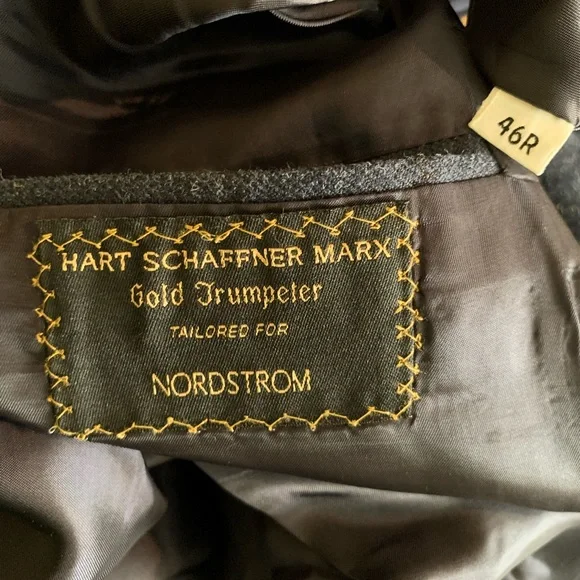 46R
HART SCHAFFNER MARX
Gold Trumpeter
TAILORED FOR
NORDSTROM